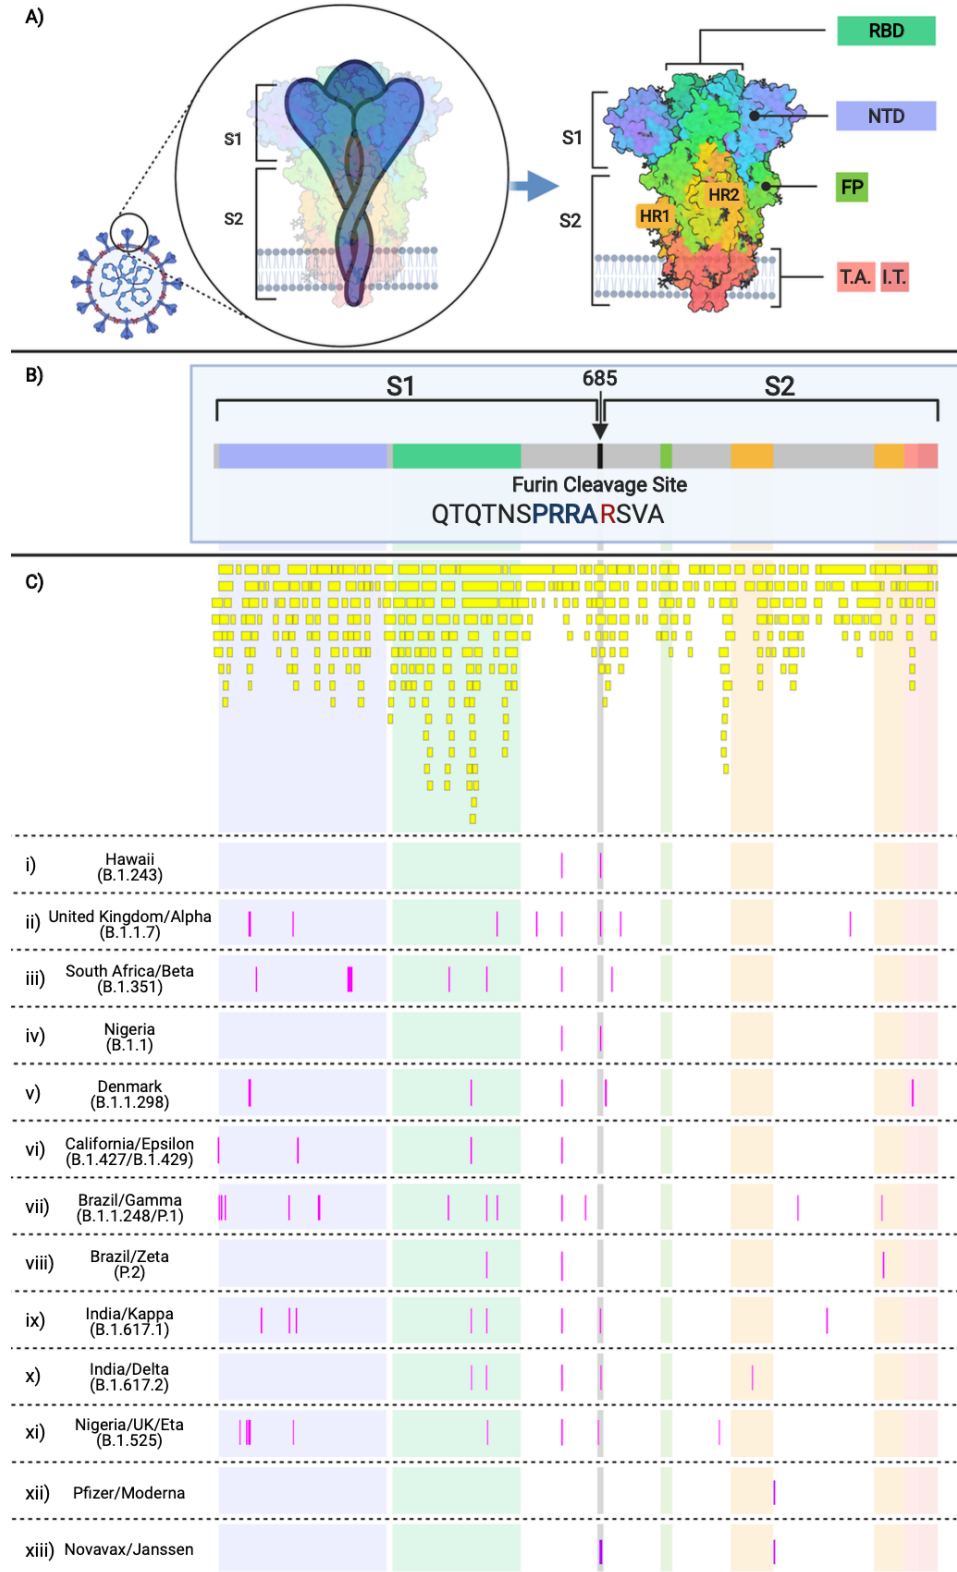 A)
RBD
NTD
FP
HR1
HR2
T.A.
I.T.
S1
S2
S1
S2
B)
S1
685
S2
Furin Cleavage Site
QTQTNSPRRARSVA
C)
i)
Hawaii
(B.1.243)
ii)
United Kingdom/Alpha
(B.1.1.7)
iii)
South Africa/Beta
(B.1.351)
iv)
Nigeria
(B.1.1)
v)
Denmark
(B.1.1.298)
vi)
California/Epsilon
(B.1.427/B.1.429)
vii)
Brazil/Gamma
(B.1.1.248/P.1)
viii)
Brazil/Zeta
(P.2)
ix)
India/Kappa
(B.1.617.1)
x)
India/Delta
(B.1.617.2)
xi)
Nigeria/UK/Eta
(B.1.525)
xii)
Pfizer/Moderna
xiii)
Novavax/Janssen